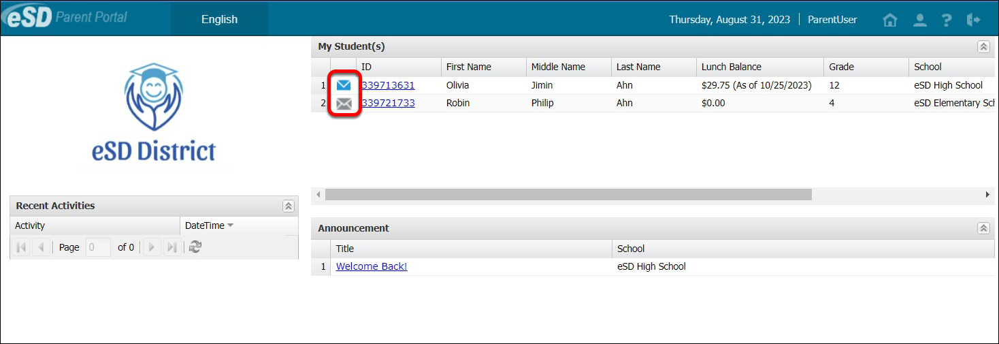 eSD Parent Portal English Thursday, August 31, 2023 ParentUser ?
My Student(s)
ID First Name Middle Name Last Name Lunch Balance Grade School
1 339713631 Olivia Jimin Ahn $29.75 (As of 10/25/2023) 12 eSD High School
2 339721733 Robin Philip Ahn $0.00 4 eSD Elementary Sch
eSD District
Recent Activities
Activity DateTime
Page 0 of 0
Announcement
Title School
1 Welcome Back! eSD High School